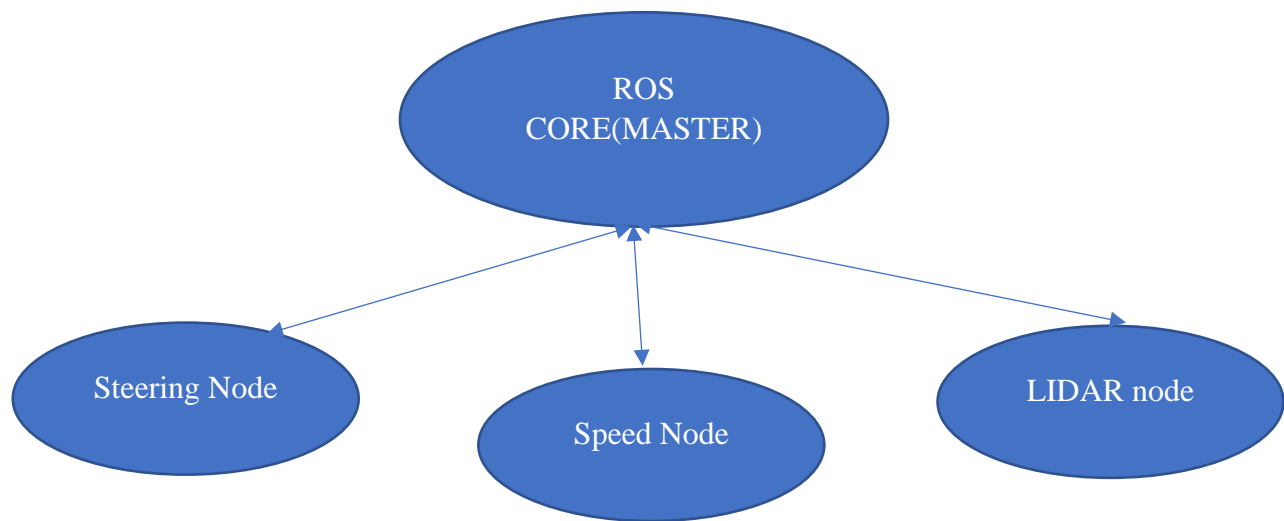 ROS
CORE(MASTER)
Steering Node
Speed Node
LIDAR node